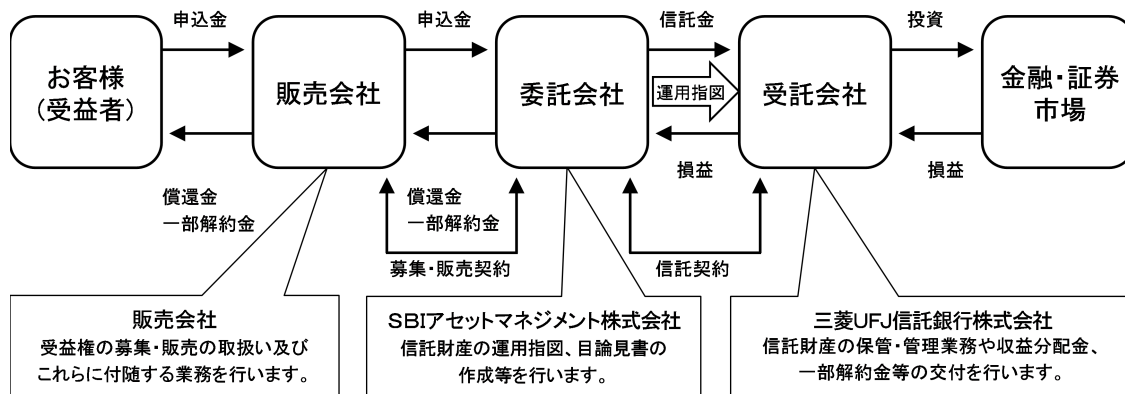 申込金
申込金
信託金
投資
お客様
(受益者)
販売会社
委託会社
運用指図
受託会社
金融・証券
市場
償還金
一部解約金
償還金
一部解約金
損益
損益
募集・販売契約
信託契約
販売会社
受益権の募集・販売の取扱い及び
これらに付随する業務を行います。
SBIアセットマネジメント株式会社
信託財産の運用指図、目論見書の
作成等を行います。
三菱UFJ信託銀行株式会社
信託財産の保管・管理業務や収益分配金、
一部解約金等の交付を行います。